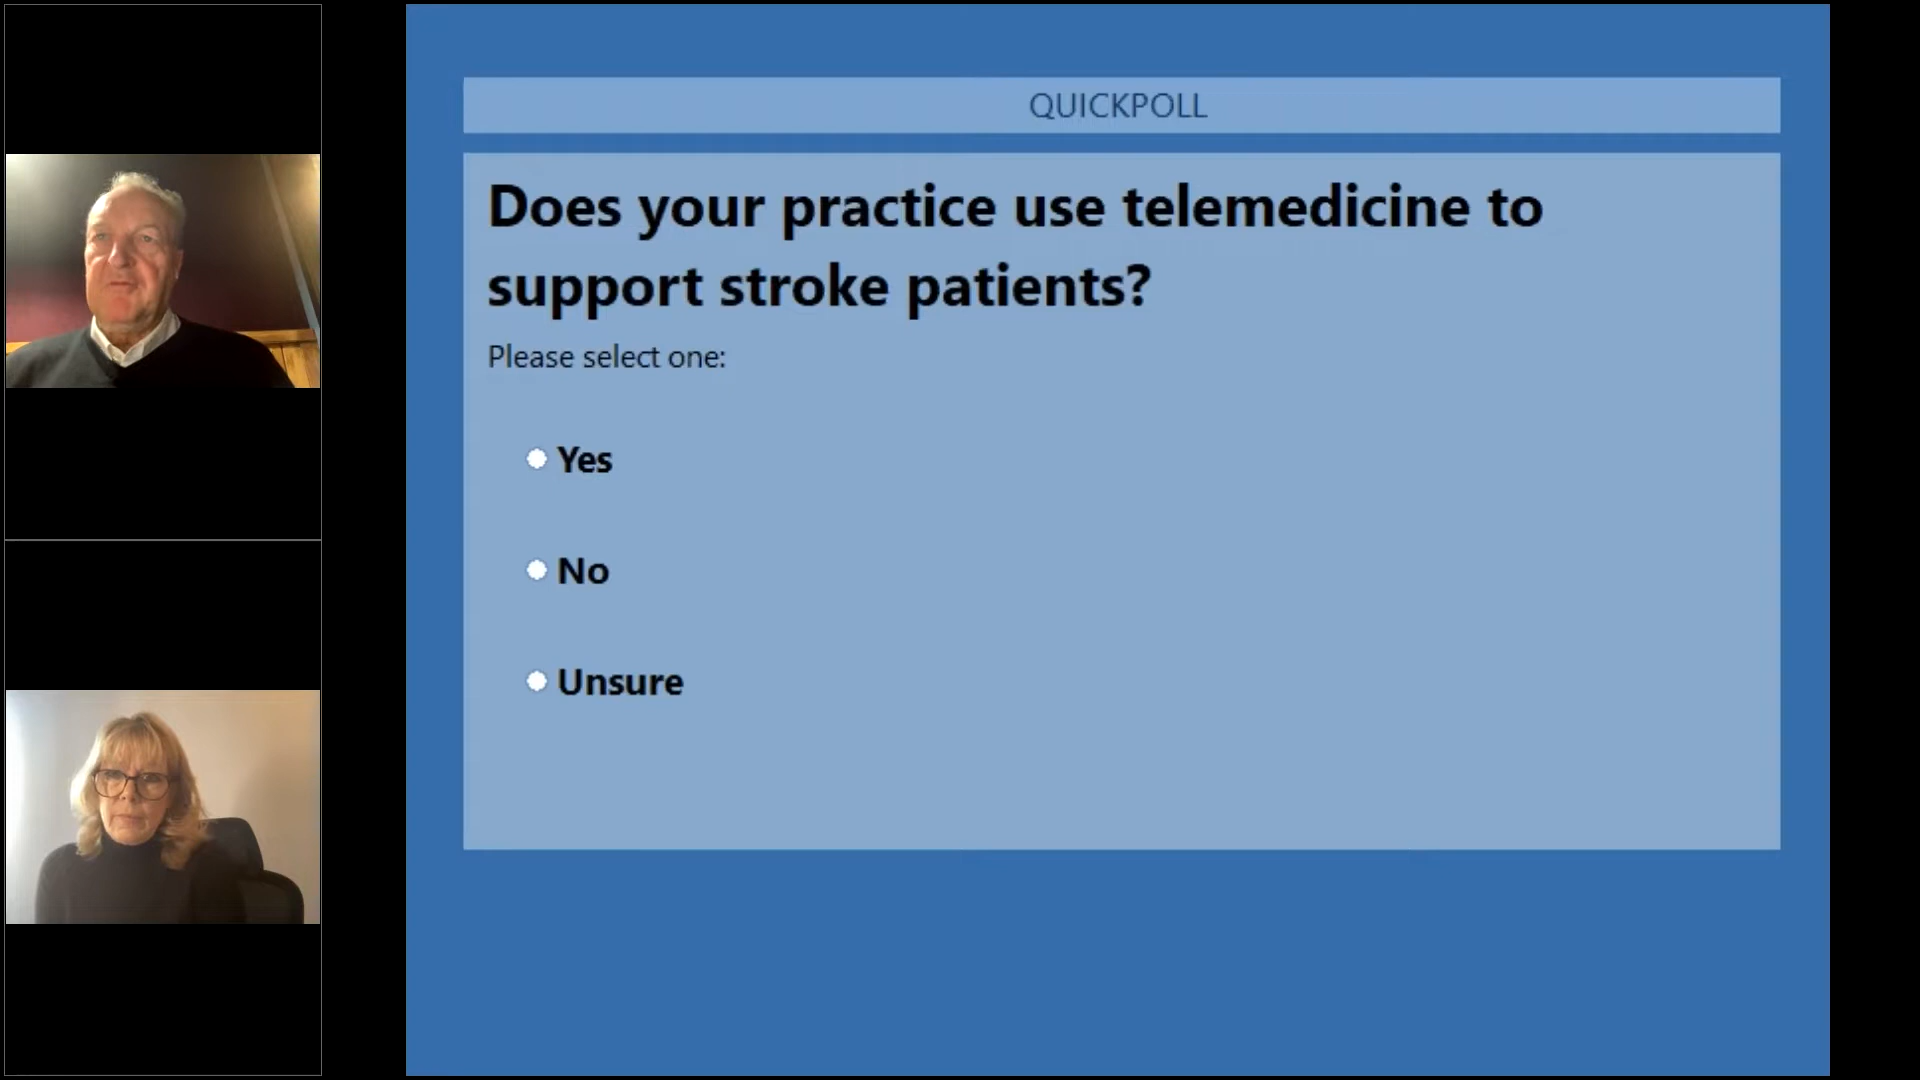 QUICKPOLL
Does your practice use telemedicine to
support stroke patients?
Please select one:
Yes
No
Unsure